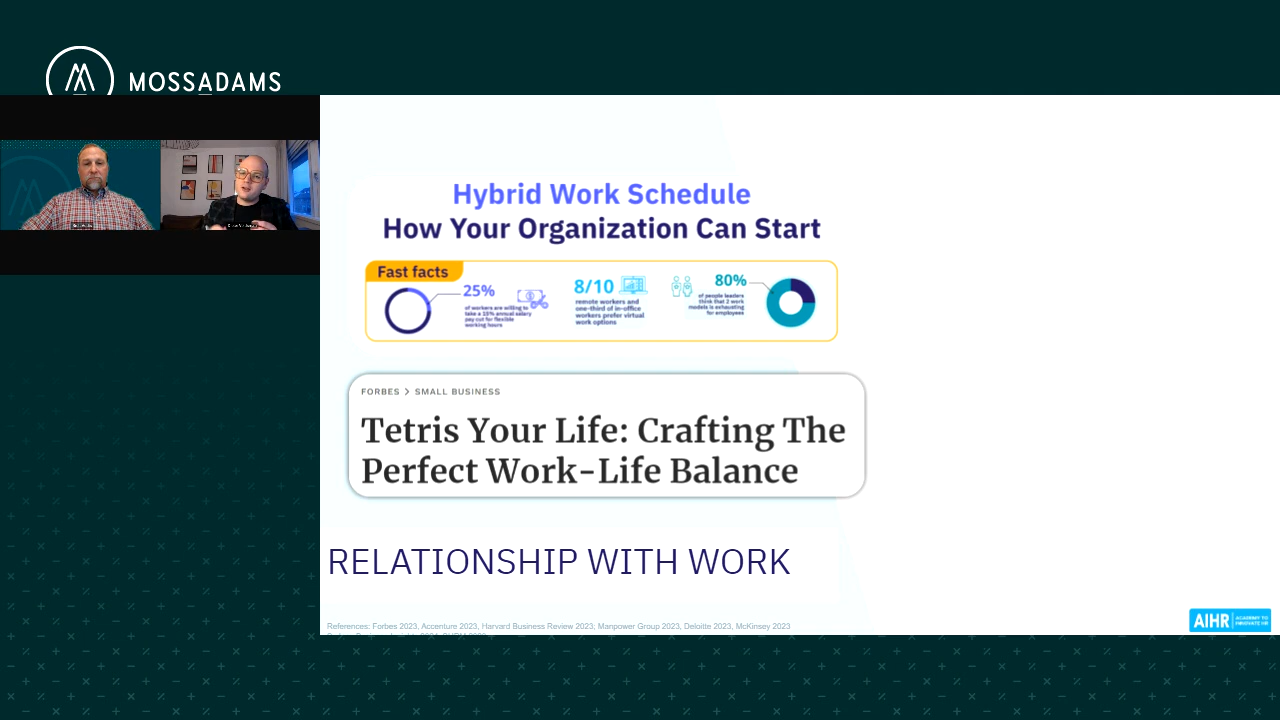 MOSSADAMS
Hybrid Work Schedule
How Your Organization Can Start
Fast facts
25%
of workers are willing to
take a 15% annual salary
pay cut for flexible
working hours
8/10
remote workers and
one-third of in-office
workers prefer virtual
work options
80%
of people leaders
think that 2 work
models is exhausting
for employees
FORBES > SMALL BUSINESS
Tetris Your Life: Crafting The
Perfect Work-Life Balance
RELATIONSHIP WITH WORK
References: Forbes 2023, Accenture 2023, Harvard Business Review 2023, Manpower Group 2023, Deloitte 2023, McKinsey 2023
AIHR
ACADEMY TO
INNOVATE HR